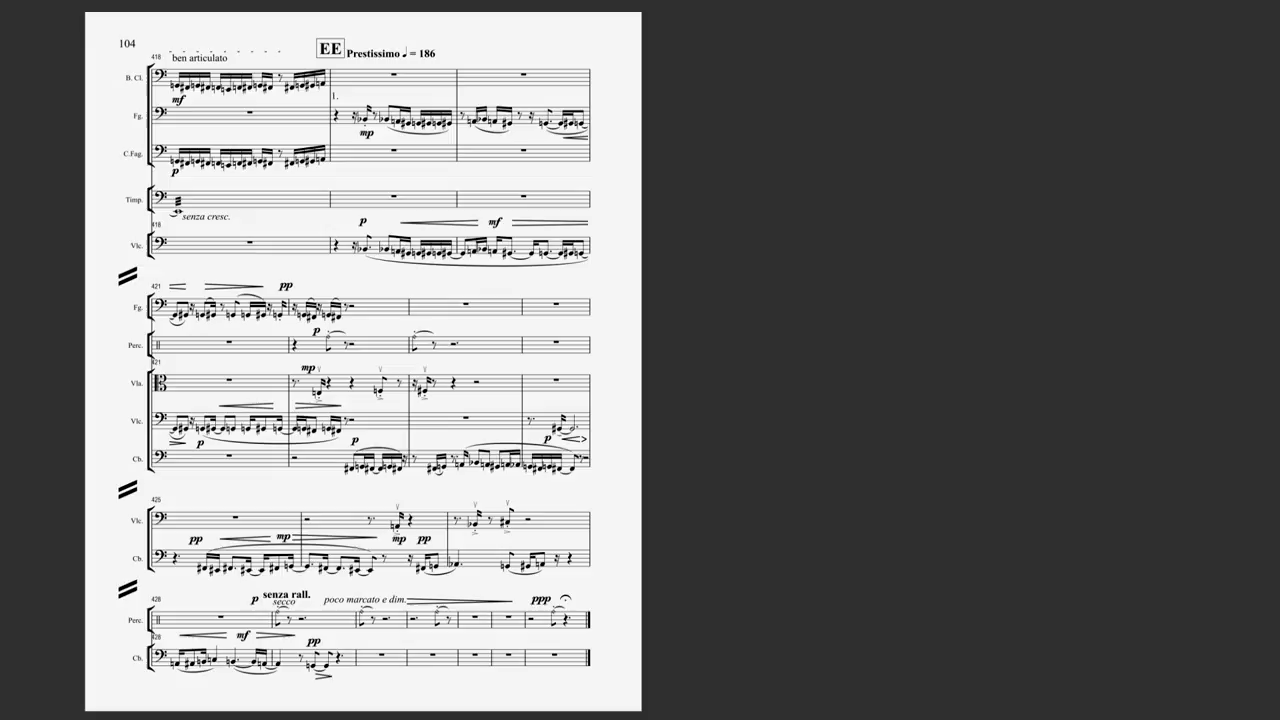 104
EE Prestissimo ♩ = 186
418 ben articulato
B. Cl.
mf
1.
Fg.
mp
C.Fag.
p
Timp.
senza cresc.
p mf
418
Vlc.
421 pp
Fg.
p
Perc.
421
mp
Vla.
Vlc.
p p p
Cb.
425
Vlc.
pp mp mp pp
Cb.
428 p senza rall.
secco poco marcato e dim. ppp
Perc.
428 mf
pp
Cb.